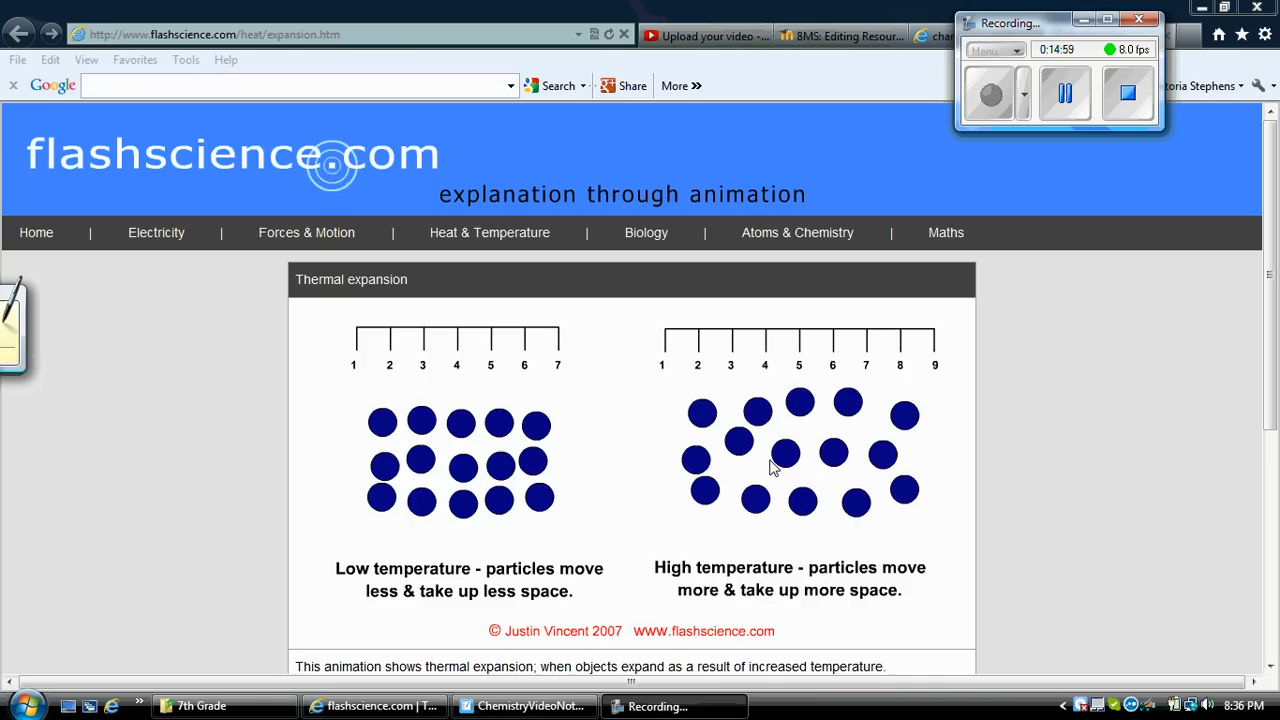 Recording...
http://www.flashscience.com/heat/expansion.htm
Upload your video -...
8MS: Editing Resour...
Menu
0:14:59
8.0 fps
File Edit View Favorites Tools Help
x Google Search Share More »
toria Stephens
flashscience.com
explanation through animation
Home | Electricity | Forces & Motion | Heat & Temperature | Biology | Atoms & Chemistry | Maths
Thermal expansion
1 2 3 4 5 6 7
1 2 3 4 5 6 7 8 9
Low temperature - particles move
less & take up less space.
High temperature - particles move
more & take up more space.
© Justin Vincent 2007 www.flashscience.com
This animation shows thermal expansion; when objects expand as a result of increased temperature.
7th Grade
flashscience.com | T...
ChemistryVideoNot...
Recording...
8:36 PM